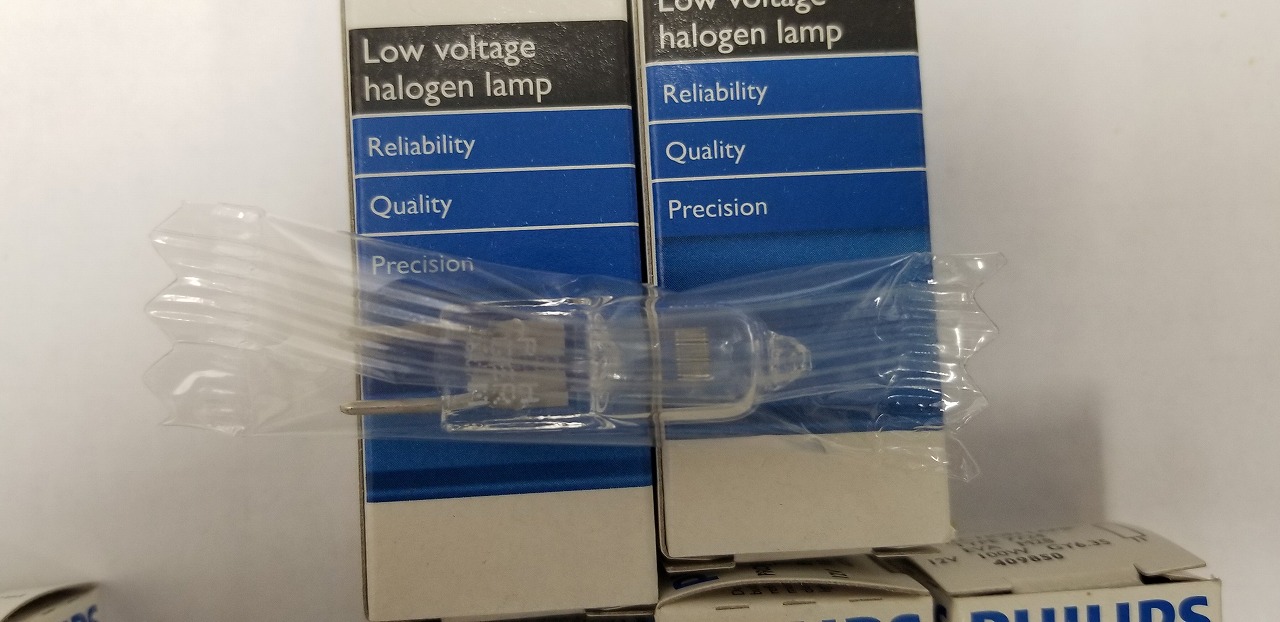 Low voltage
halogen lamp
Reliability
Quality
Precision
Low voltage
halogen lamp
Reliability
Quality
Precision
12V 100W GY6.35
409850
PHILIPS